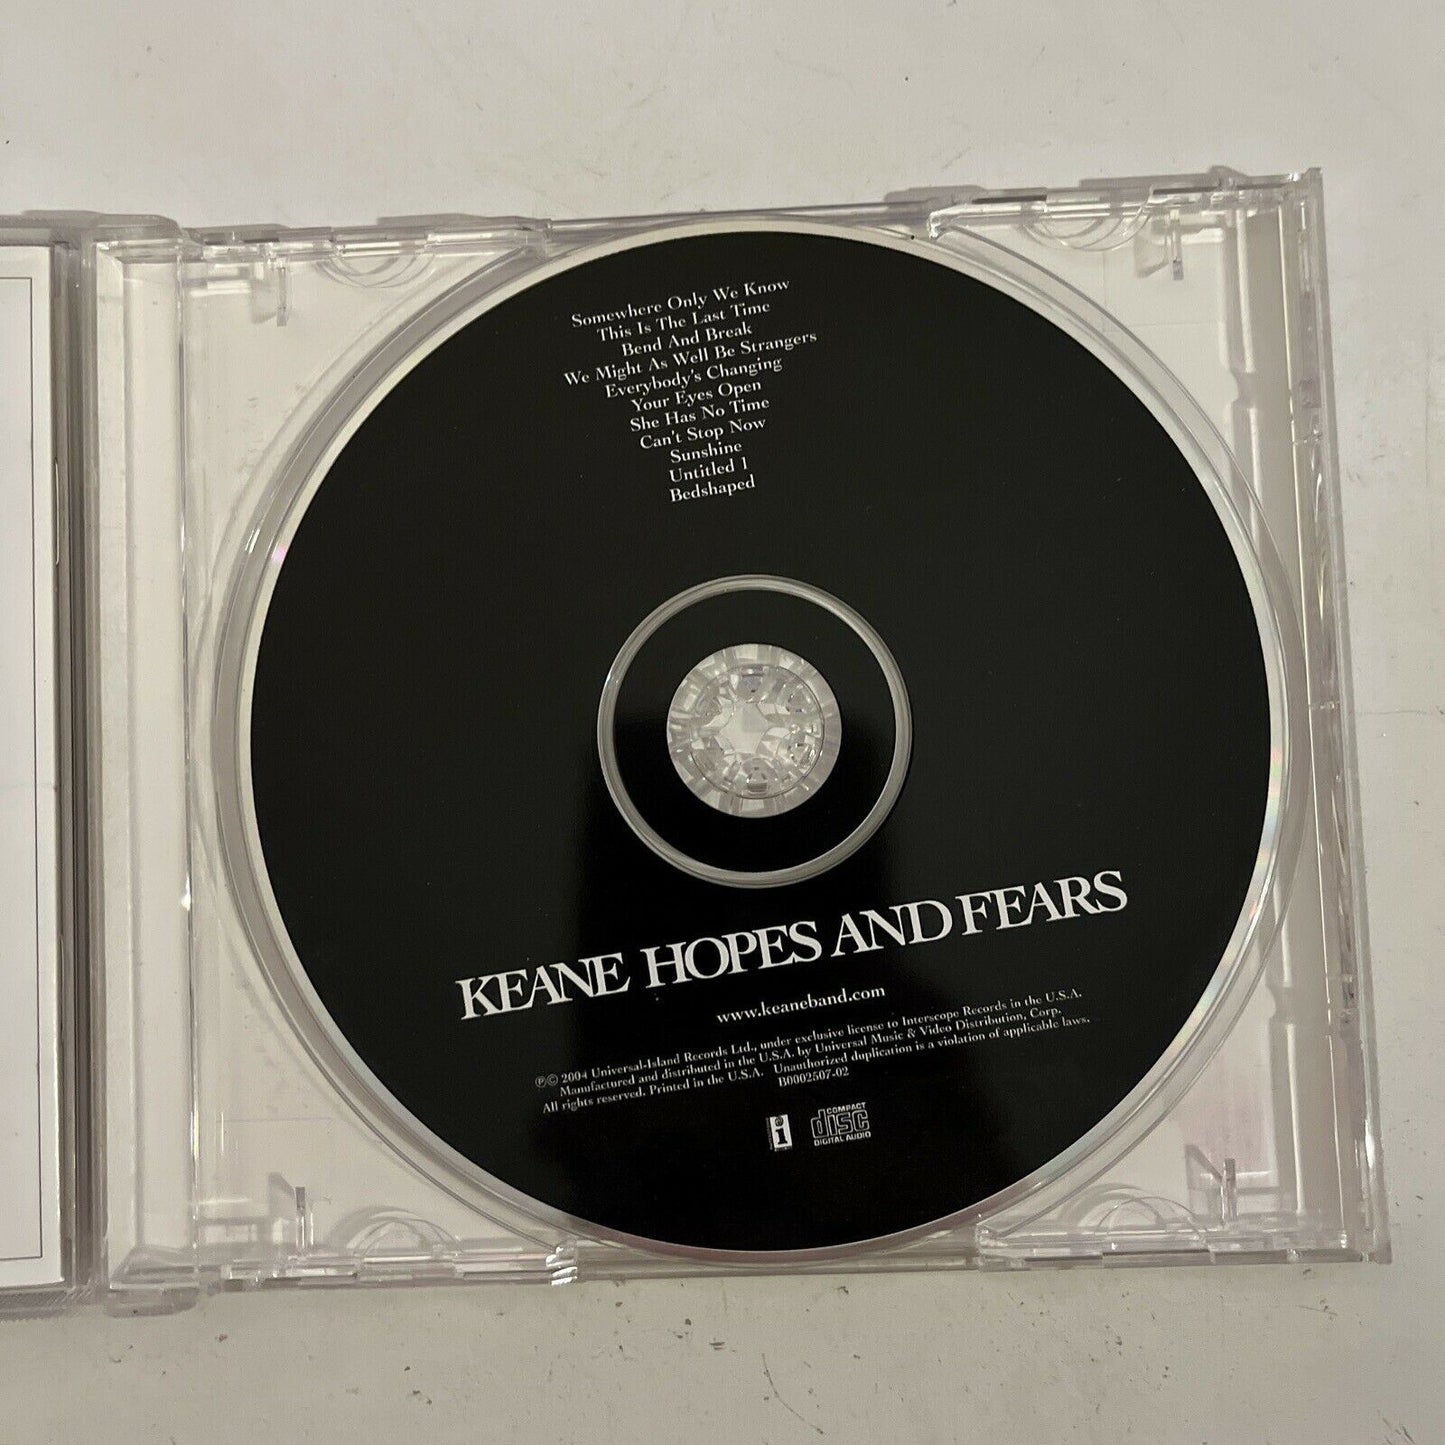 Somewhere Only We Know
This Is The Last Time
Bend And Break
We Might As Well Be Strangers
Everybody's Changing
Your Eyes Open
She Has No Time
Can't Stop Now
Sunshine
Untitled 1
Bedshaped
KEANE HOPES AND FEARS
www.keaneband.com
℗© 2004 Universal-Island Records Ltd., under exclusive license to Interscope Records in the U.S.A.
Manufactured and distributed in the U.S.A. by Universal Music & Video Distribution, Corp.
All rights reserved. Printed in the U.S.A. Unauthorized duplication is a violation of applicable laws.
B0002507-02
i
COMPACT
disc
DIGITAL AUDIO